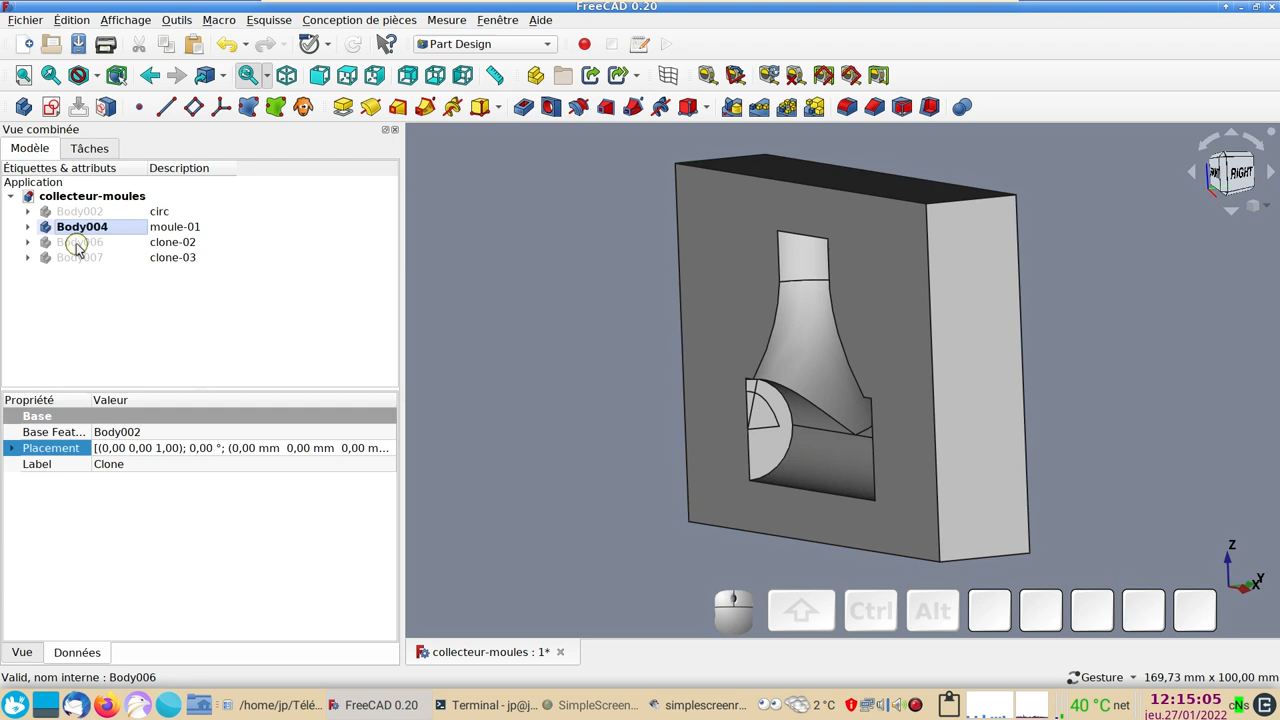 FreeCAD 0.20
Fichier Édition Affichage Outils Macro Esquisse Conception de pièces Mesure Fenêtre Aide
Part Design
Vue combinée
Modèle Tâches
Étiquettes & attributs Description
Application
collecteur-moules
Body002 circ
Body004 moule-01
Body006 clone-02
Body007 clone-03
Propriété Valeur
Base
Base Feat... Body002
Placement [(0,00 0,00 1,00); 0,00 °; (0,00 mm 0,00 mm 0,00 m...
Label Clone
Vue Données
RIGHT
Z
Y
X
Ctrl Alt
collecteur-moules : 1*
Valid, nom interne : Body006
Gesture 169,73 mm x 100,00 mm
/home/jp/Télé... FreeCAD 0.20 Terminal - jp@j... SimpleScreen... simplescreenr... 2 °C 40 °C net 12:15:05
jeu.27/01/2022